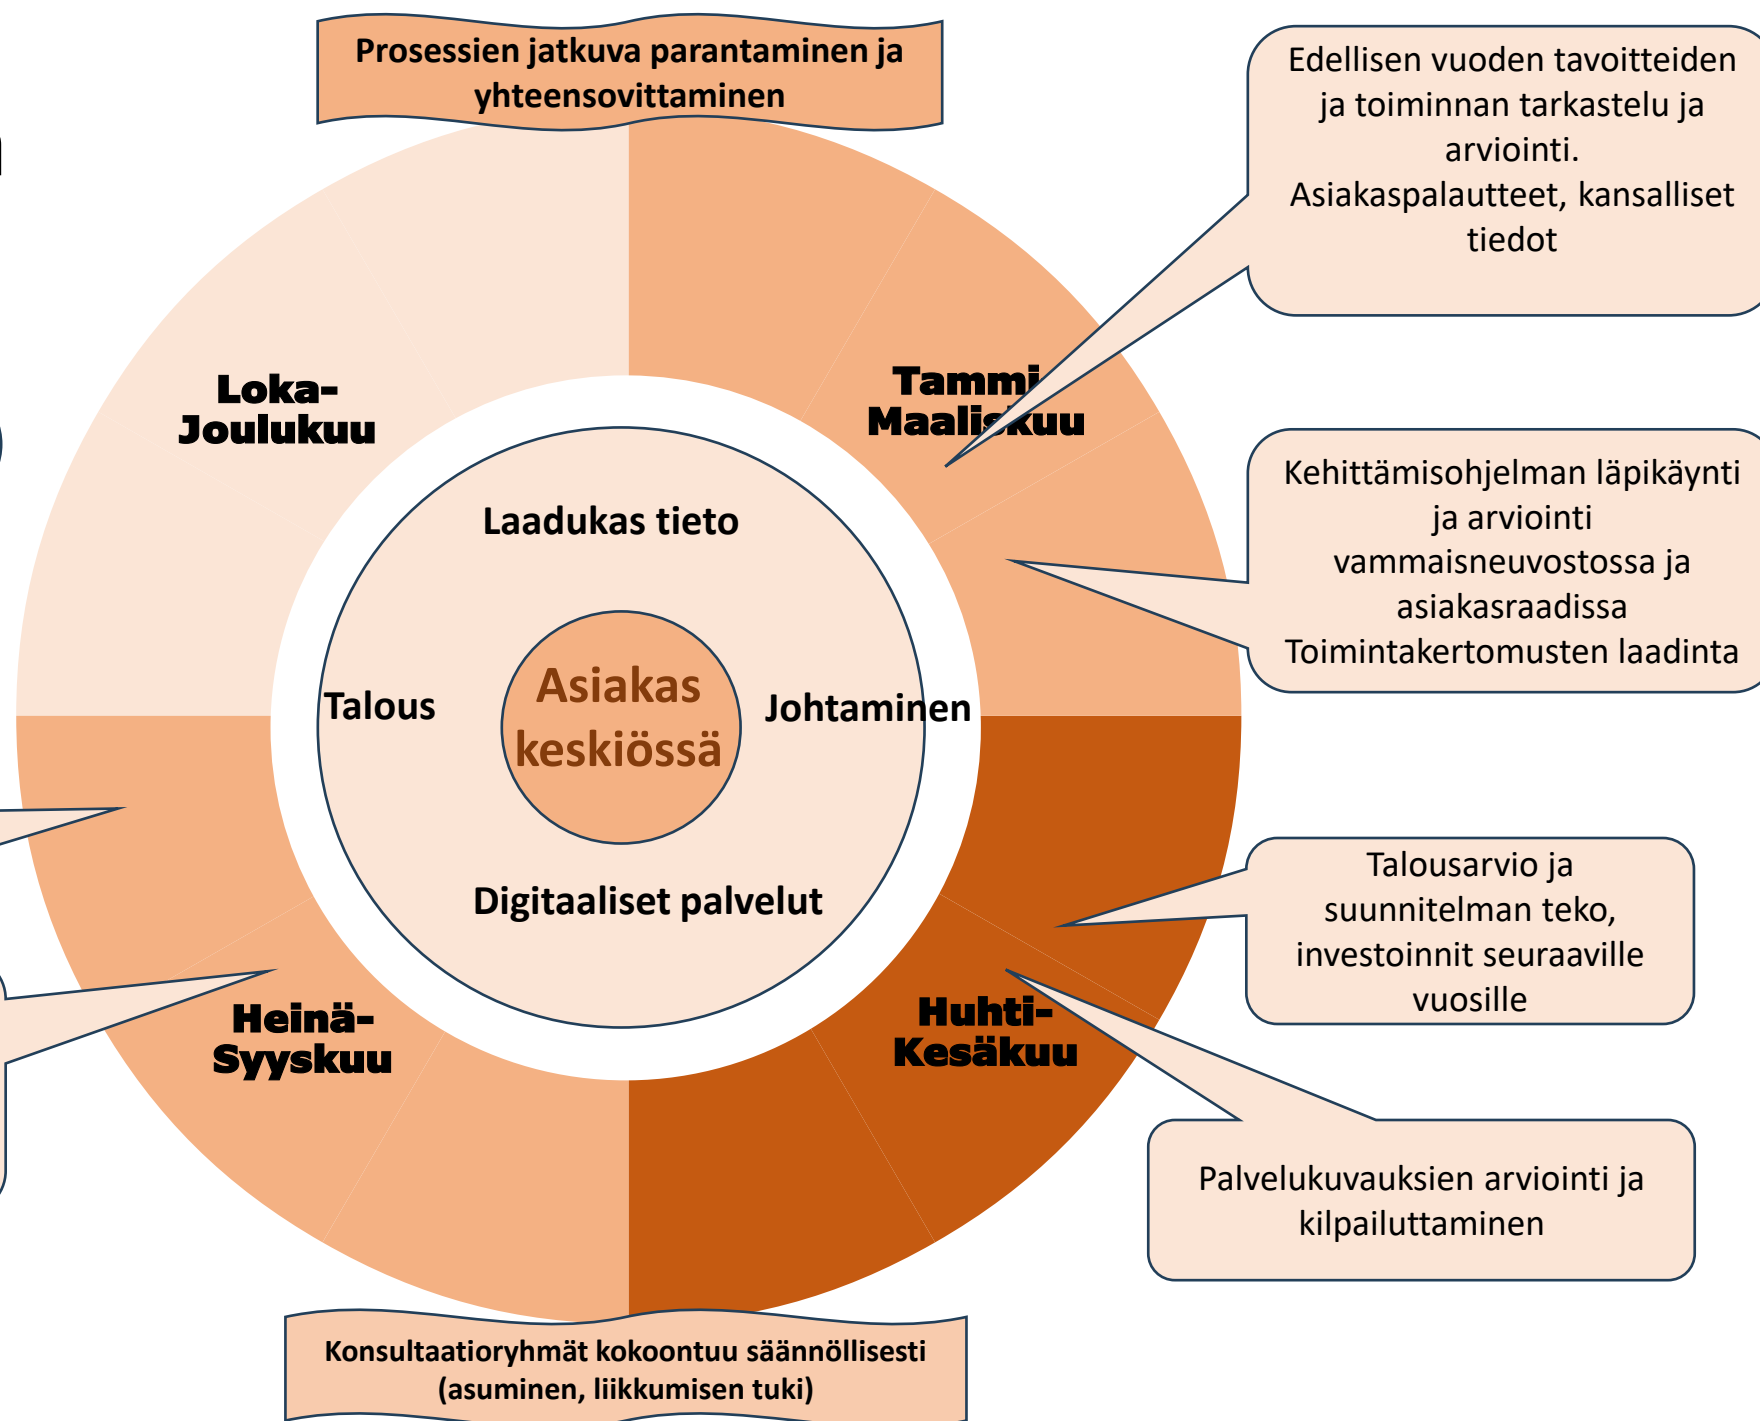 Prosessien jatkuva parantaminen ja
yhteensovittaminen
Edellisen vuoden tavoitteiden
ja toiminnan tarkastelu ja
arviointi.
Asiakaspalautteet, kansalliset
tiedot
Loka-
Joulukuu
Tammi-
Maaliskuu
Kehittämisohjelman läpikäynti
ja arviointi
vammaisneuvostossa ja
asiakasraadissa
Toimintakertomusten laadinta
Laadukas tieto
Talous
Asiakas
keskiössä
Johtaminen
Digitaaliset palvelut
Talousarvio ja
suunnitelman teko,
investoinnit seuraaville
vuosille
Heinä-
Syyskuu
Huhti-
Kesäkuu
Palvelukuvauksien arviointi ja
kilpailuttaminen
Konsultaatioryhmät kokoontuu säännöllisesti
(asuminen, liikkumisen tuki)